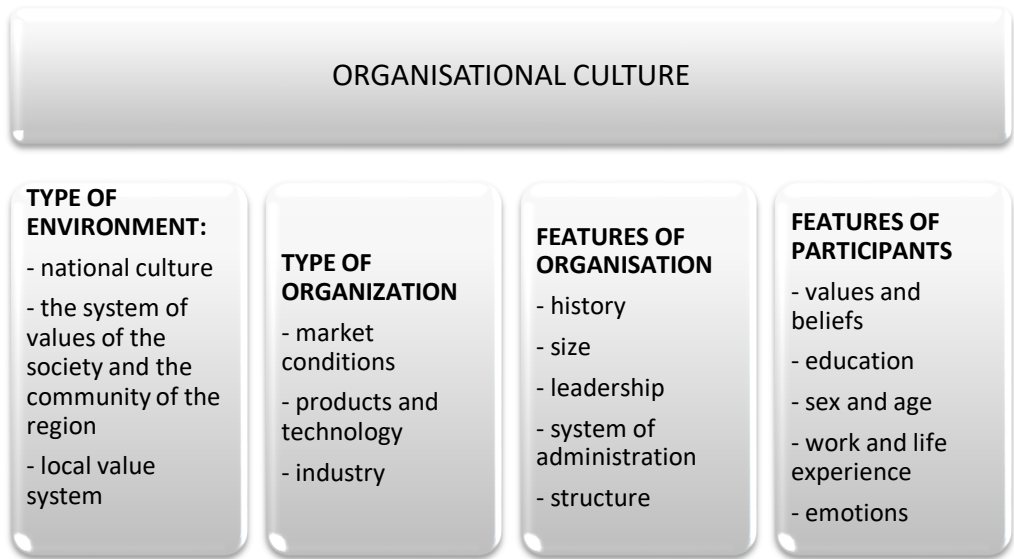 ORGANISATIONAL CULTURE
TYPE OF
ENVIRONMENT:
- national culture
- the system of
values of the
society and the
community of the
region
- local value
system
TYPE OF
ORGANIZATION
- market
conditions
- products and
technology
- industry
FEATURES OF
ORGANISATION
- history
- size
- leadership
- system of
administration
- structure
FEATURES OF
PARTICIPANTS
- values and
beliefs
- education
- sex and age
- work and life
experience
- emotions